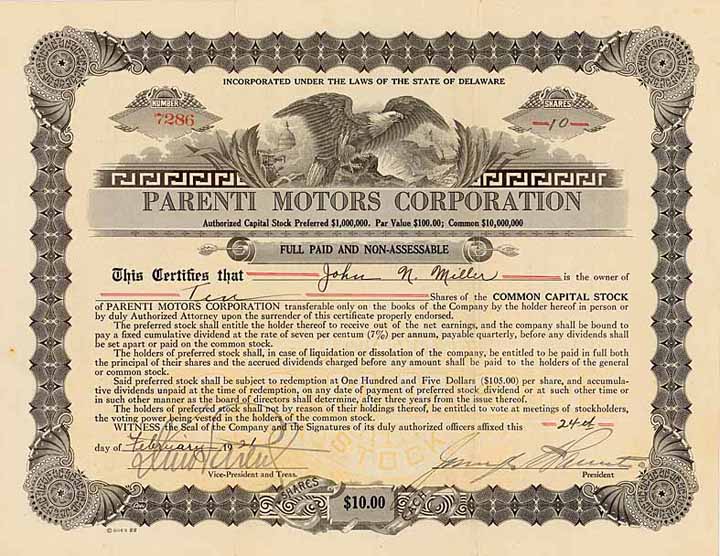 INCORPORATED UNDER THE LAWS OF THE STATE OF DELAWARE
NUMBER
7286
SHARES
10
PARENTI MOTORS CORPORATION
Authorized Capital Stock Preferred $1,000,000. Par Value $100.00; Common $10,000,000
FULL PAID AND NON-ASSESSABLE
This Certifies that John N. Miller is the owner of
Ten Shares of the COMMON CAPITAL STOCK
of PARENTI MOTORS CORPORATION transferable only on the books of the Company by the holder hereof in person or
by duly Authorized Attorney upon the surrender of this certificate properly endorsed.
The preferred stock shall entitle the holder thereof to receive out of the net earnings, and the company shall be bound to
pay a fixed cumulative dividend at the rate of seven per centum (7%) per annum, payable quarterly, before any dividends shall
be set apart or paid on the common stock.
The holders of preferred stock shall, in case of liquidation or dissolation of the company, be entitled to be paid in full both
the principal of their shares and the accrued dividends charged before any amount shall be paid to the holders of the general
or common stock.
Said preferred stock shall be subject to redemption at One Hundred and Five Dollars ($105.00) per share, and accumula-
tive dividends unpaid at the time of redemption, on any date of payment of preferred stock dividend or at such other time or
in such other manner as the board of directors shall determine, after three years from the issue thereof.
The holders of preferred stock shall not by reason of their holdings thereof, be entitled to vote at meetings of stockholders,
the voting power being vested in the holders of common stock.
WITNESS the Seal of the Company and the Signatures of its duly authorized officers affixed this 24th
day of February 1921
Vice-President and Treas.
President
SHARES
$10.00
EACH